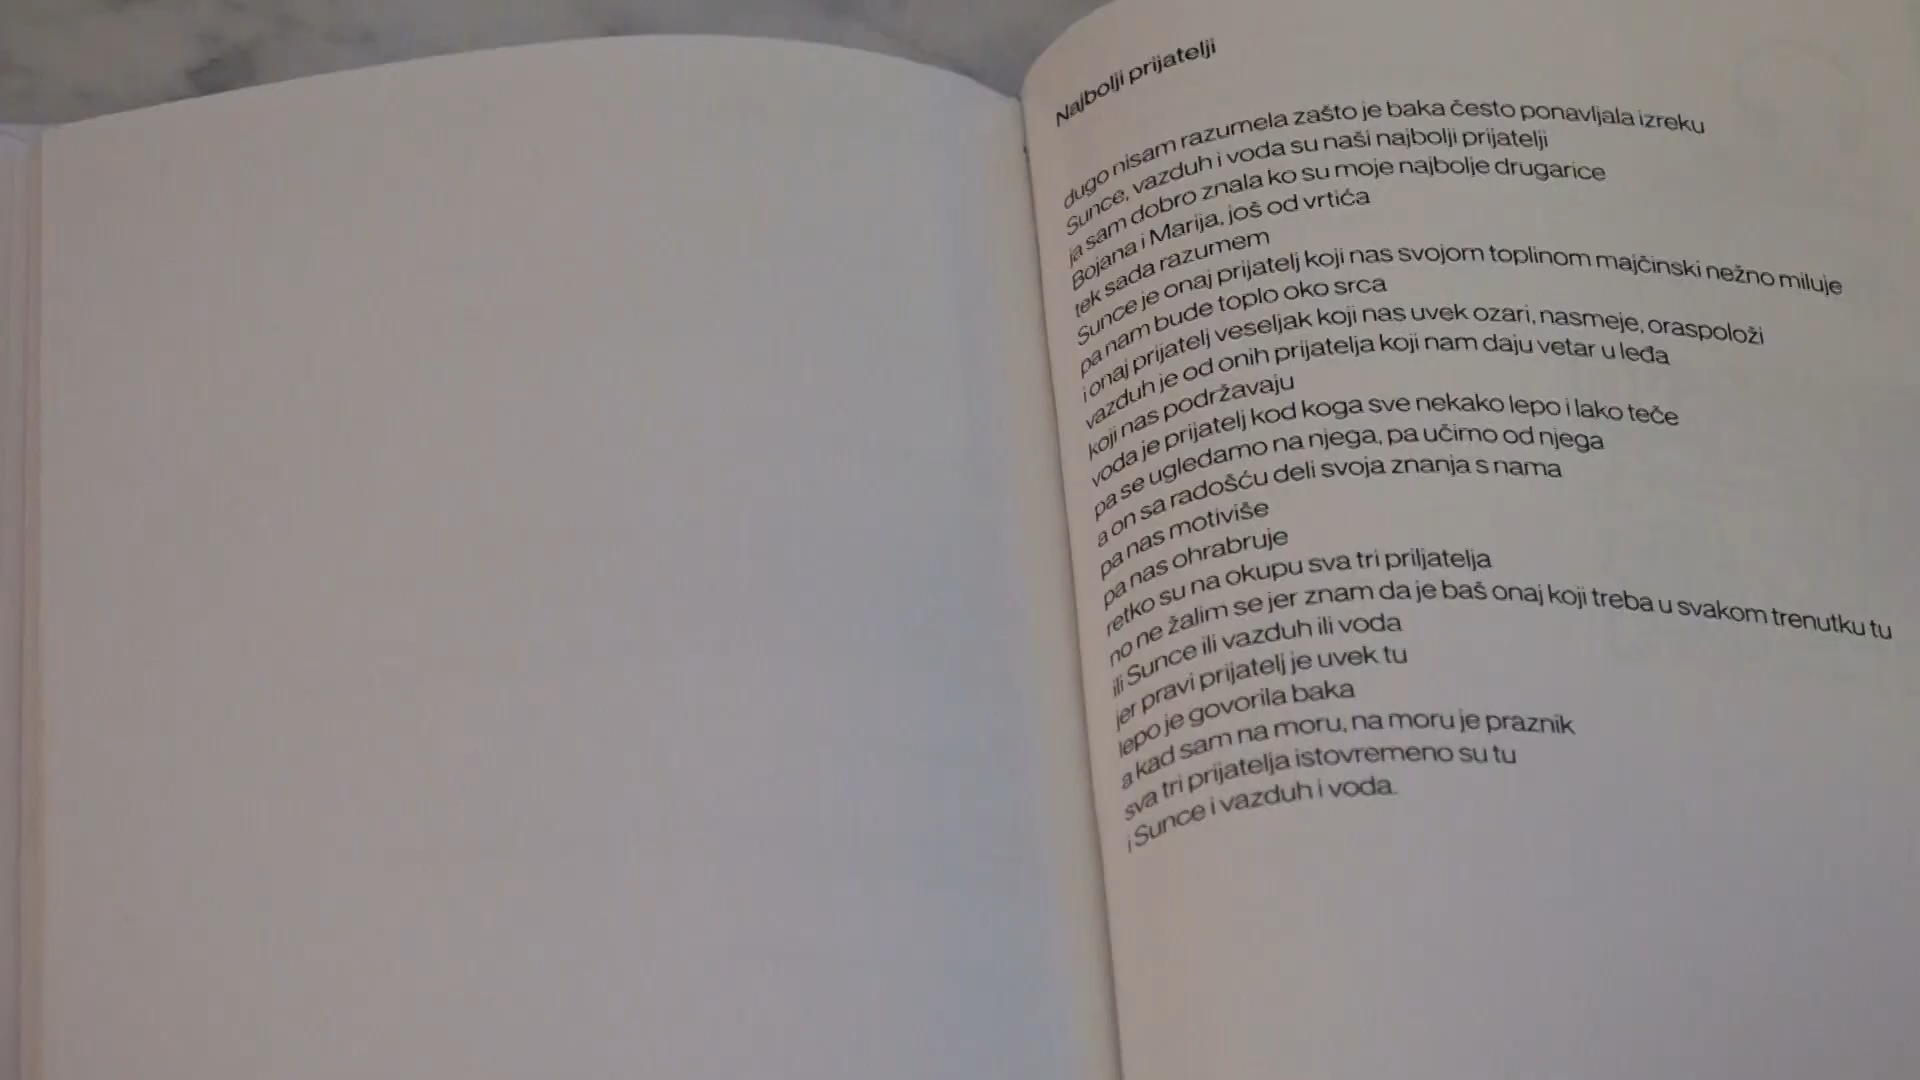 Najbolji prijatelji
dugo nisam razumela zašto je baka često ponavljala izreku
Sunce, vazduh i voda su naši najbolji prijatelji
ja sam dobro znala ko su moje najbolje drugarice
Bojana i Marija, još od vrtića
tek sada razumem
Sunce je onaj prijatelj koji nas svojom toplinom majčinski nežno miluje
pa nam bude toplo oko srca
i onaj prijatelj veseljak koji nas uvek ozari, nasmeje, oraspoloži
vazduh je od onih prijatelja koji nam daju vetar u leđa
koji nas podržavaju
voda je prijatelj kod koga sve nekako lepo i lako teče
pa se ugledamo na njega, pa učimo od njega
a on sa radošću deli svoja znanja s nama
pa nas motiviše
pa nas ohrabruje
retko su na okupu sva tri priljatelja
no ne žalim se jer znam da je baš onaj koji treba u svakom trenutku tu
ili Sunce ili vazduh ili voda
jer pravi prijatelj je uvek tu
lepo je govorila baka
a kad sam na moru, na moru je praznik
sva tri prijatelja istovremeno su tu
i Sunce i vazduh i voda.